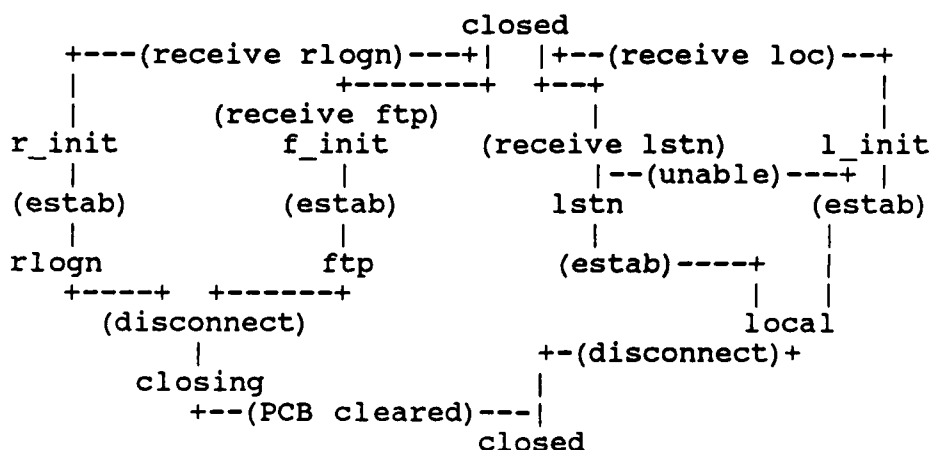 closed
+---(receive rlogn)---+| |+--(receive loc)--+
| +-------+ +--+ |
| (receive ftp) | |
r_init f_init (receive lstn) l_init
| | |--(unable)----+ |
(estab) (estab) lstn (estab)
| | | |
rlogn ftp (estab)----+ |
+----+ +------+ | |
(disconnect) local
| +-(disconnect)+
closing |
+--(PCB cleared)---|
closed